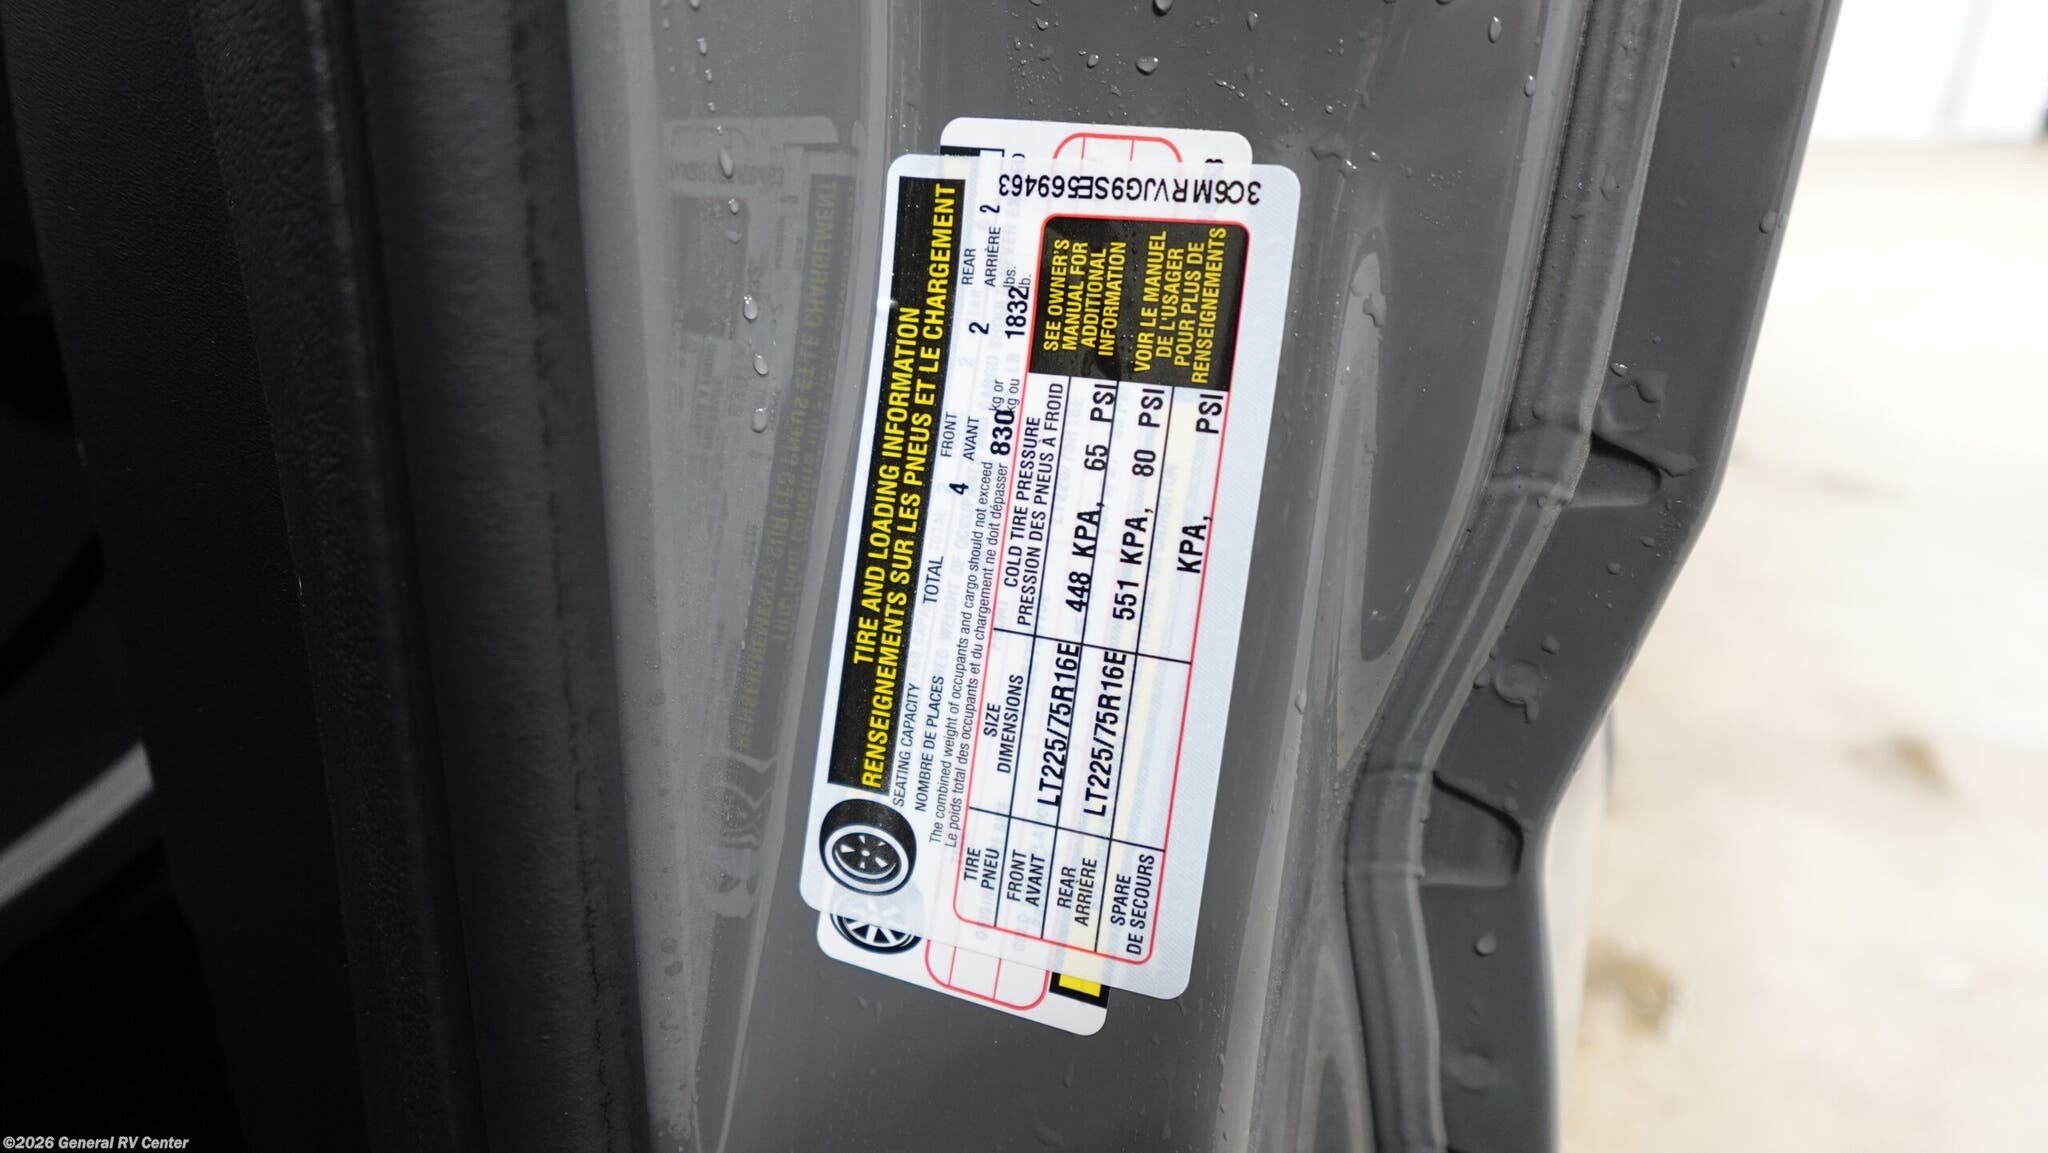 TIRE AND LOADING INFORMATION
RENSEIGNEMENTS SUR LES PNEUS ET LE CHARGEMENT
SEATING CAPACITY
NOMBRE DE PLACES
TOTAL 4
FRONT
AVANT 2
REAR
ARRIÈRE 2
The combined weight of occupants and cargo should not exceed 830 kg or 1832 lbs.
Le poids total des occupants et du chargement ne doit dépasser 830 kg ou 1832 lb.
TIRE
PNEU
SIZE
DIMENSIONS
COLD TIRE PRESSURE
PRESSION DES PNEUS À FROID
FRONT
AVANT
LT225/75R16E
448 KPA, 65 PSI
REAR
ARRIÈRE
LT225/75R16E
551 KPA, 80 PSI
SPARE
DE SECOURS
KPA, PSI
SEE OWNER'S
MANUAL FOR
ADDITIONAL
INFORMATION
VOIR LE MANUEL
DE L'USAGER
POUR PLUS DE
RENSEIGNEMENTS
3C6MRVJG9SE569463
©2026 General RV Center